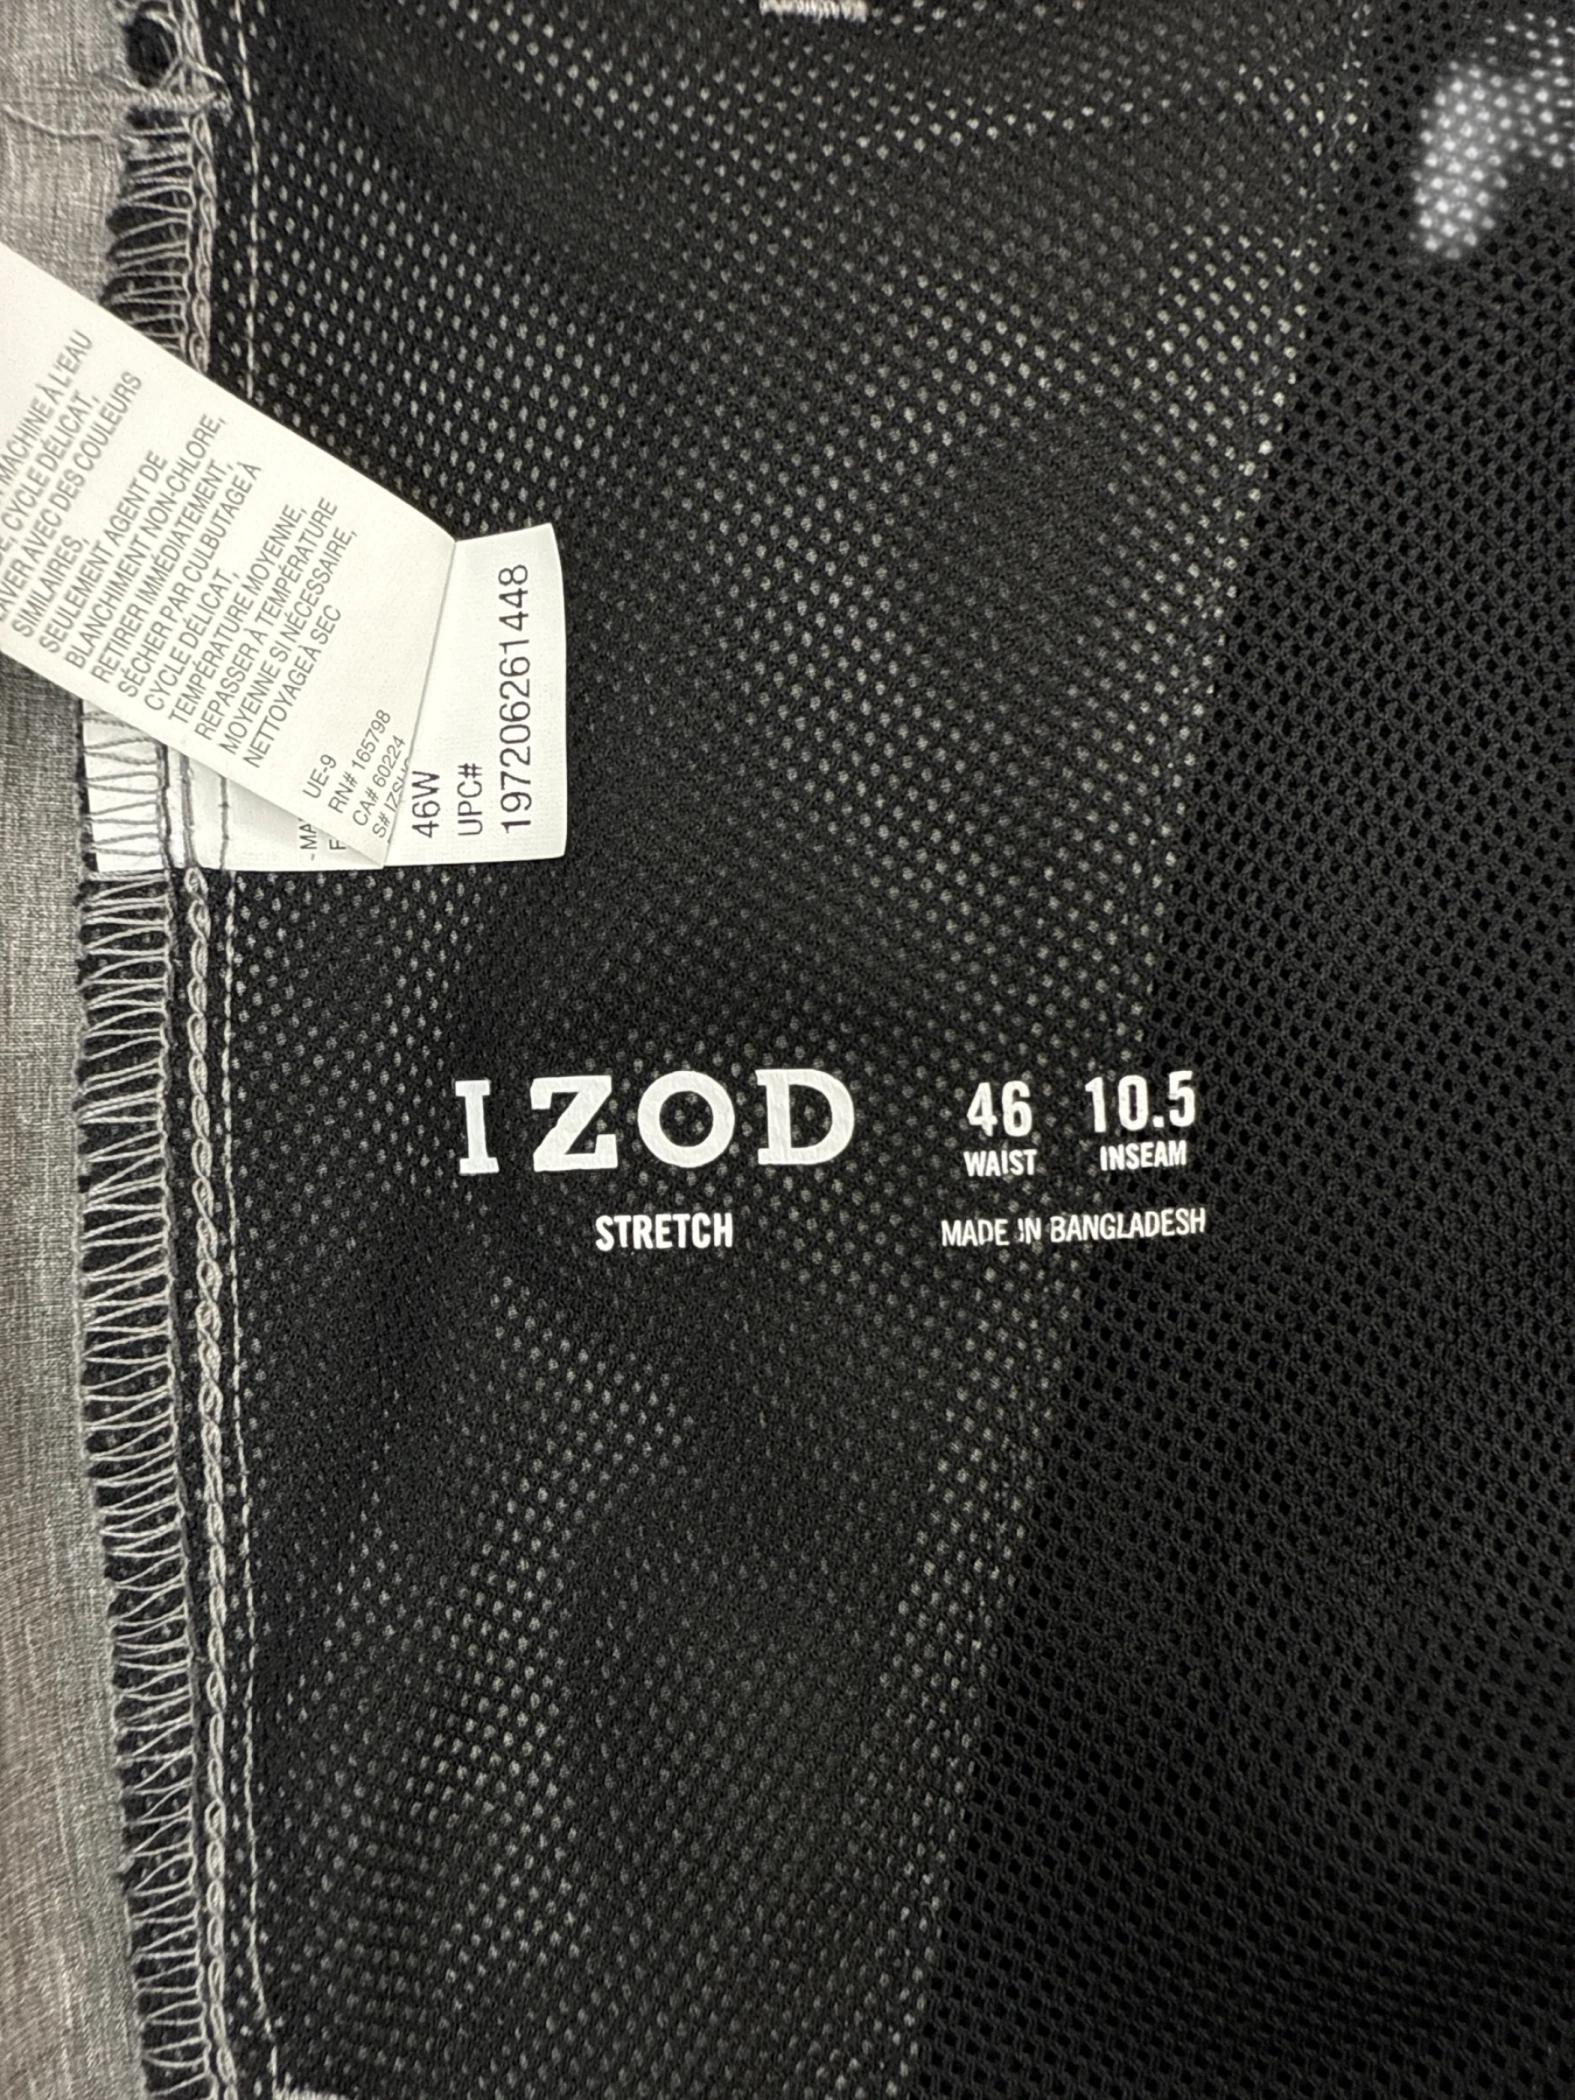 MACHINE À L'EAU
CYCLE DÉLICAT,
AVEC DES COULEURS
SIMILAIRES,
SEULEMENT AGENT DE
BLANCHIMENT NON-CHLORE,
RETIRER IMMÉDIATEMENT,
SÉCHER PAR CULBUTAGE À
CYCLE DÉLICAT,
TEMPÉRATURE MOYENNE,
REPASSER À TEMPÉRATURE
MOYENNE SI NÉCESSAIRE,
NETTOYAGE À SEC
UE-9
RN# 165798
CA# 60224
S#
46W
UPC#
197206261448
IZOD
STRETCH
46 10.5
WAIST INSEAM
MADE IN BANGLADESH